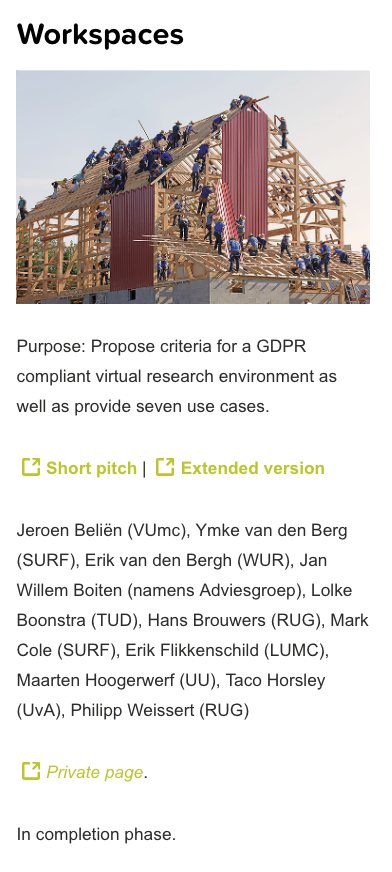 Workspaces
Purpose: Propose criteria for a GDPR
compliant virtual research environment as
well as provide seven use cases.
Short pitch | Extended version
Jeroen Beliën (VUmc), Ymke van den Berg
(SURF), Erik van den Bergh (WUR), Jan
Willem Boiten (namens Adviesgroep), Lolke
Boonstra (TUD), Hans Brouwers (RUG), Mark
Cole (SURF), Erik Flikkenschild (LUMC),
Maarten Hoogerwerf (UU), Taco Horsley
(UvA), Philipp Weissert (RUG)
Private page.
In completion phase.